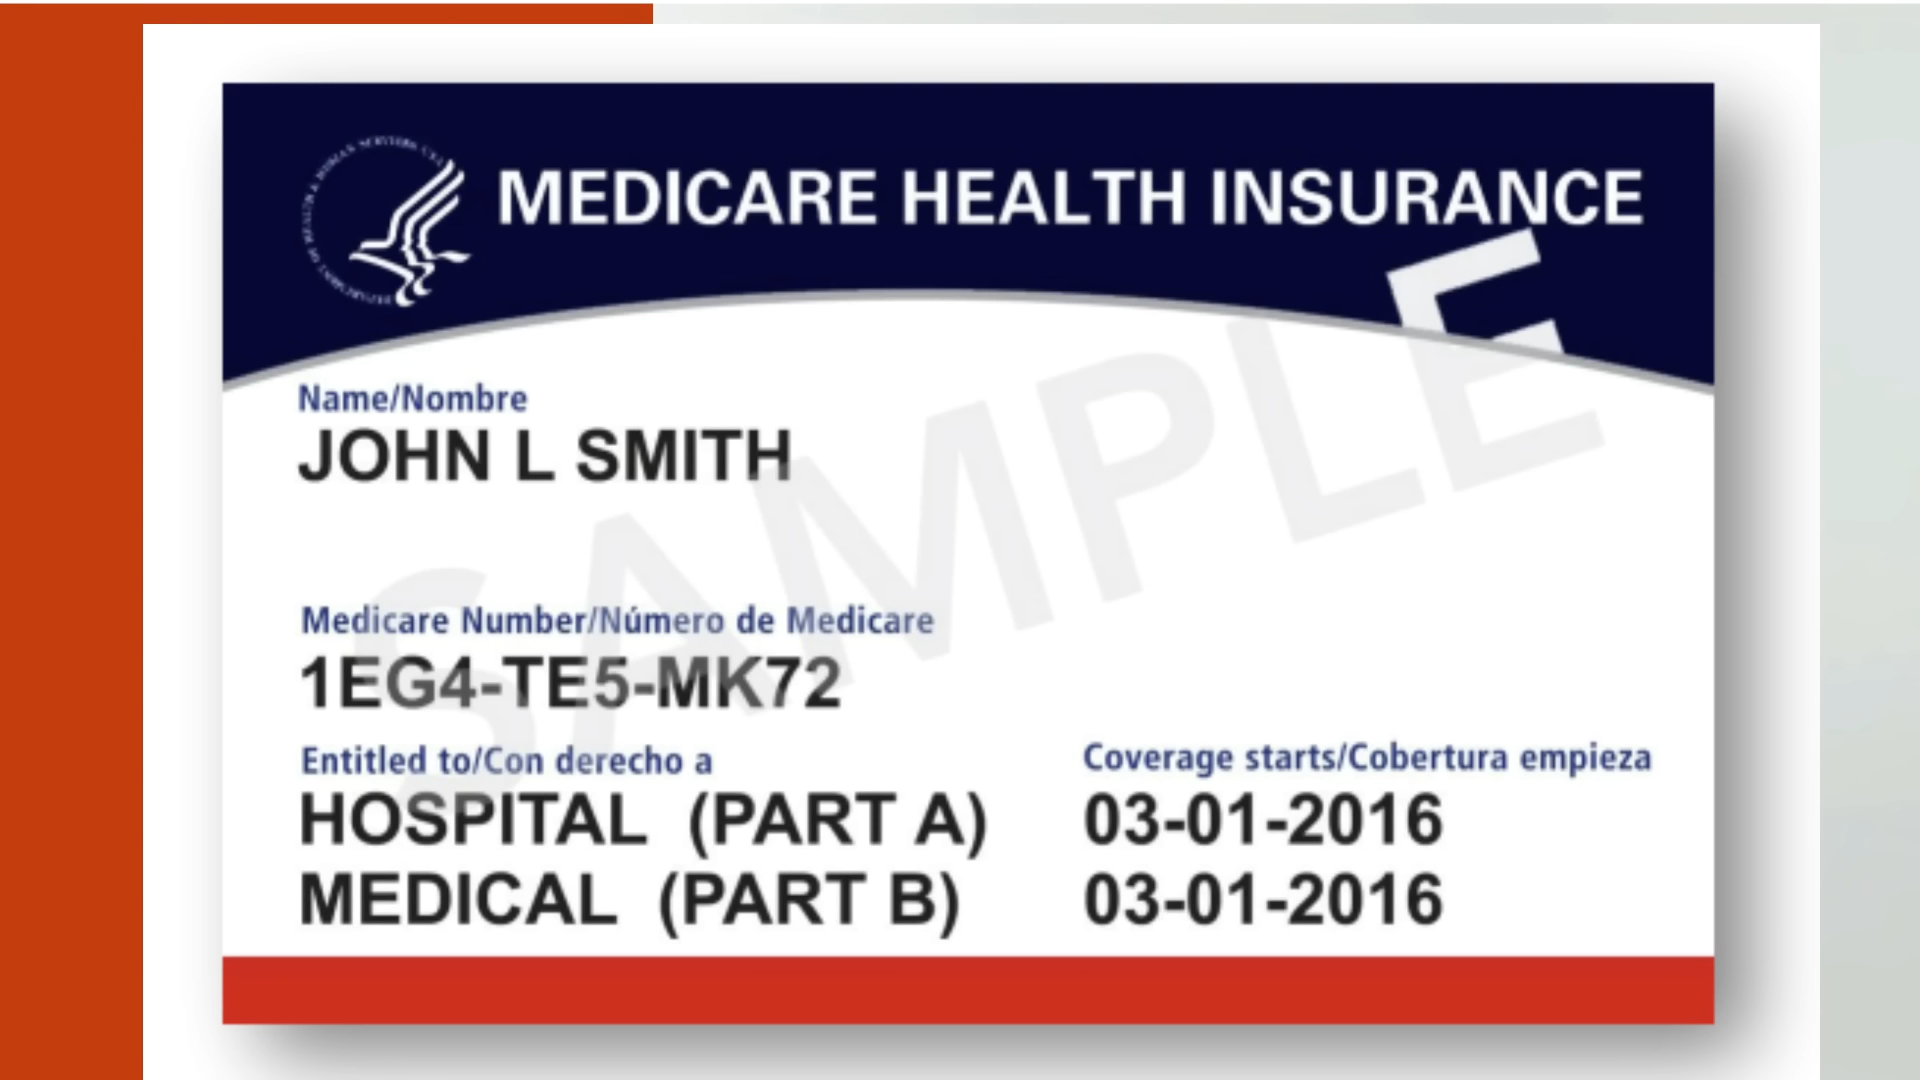 MEDICARE HEALTH INSURANCE
Name/Nombre
JOHN L SMITH
SAMPLE
Medicare Number/Número de Medicare
1EG4-TE5-MK72
Entitled to/Con derecho a
Coverage starts/Cobertura empieza
HOSPITAL (PART A) 03-01-2016
MEDICAL (PART B) 03-01-2016